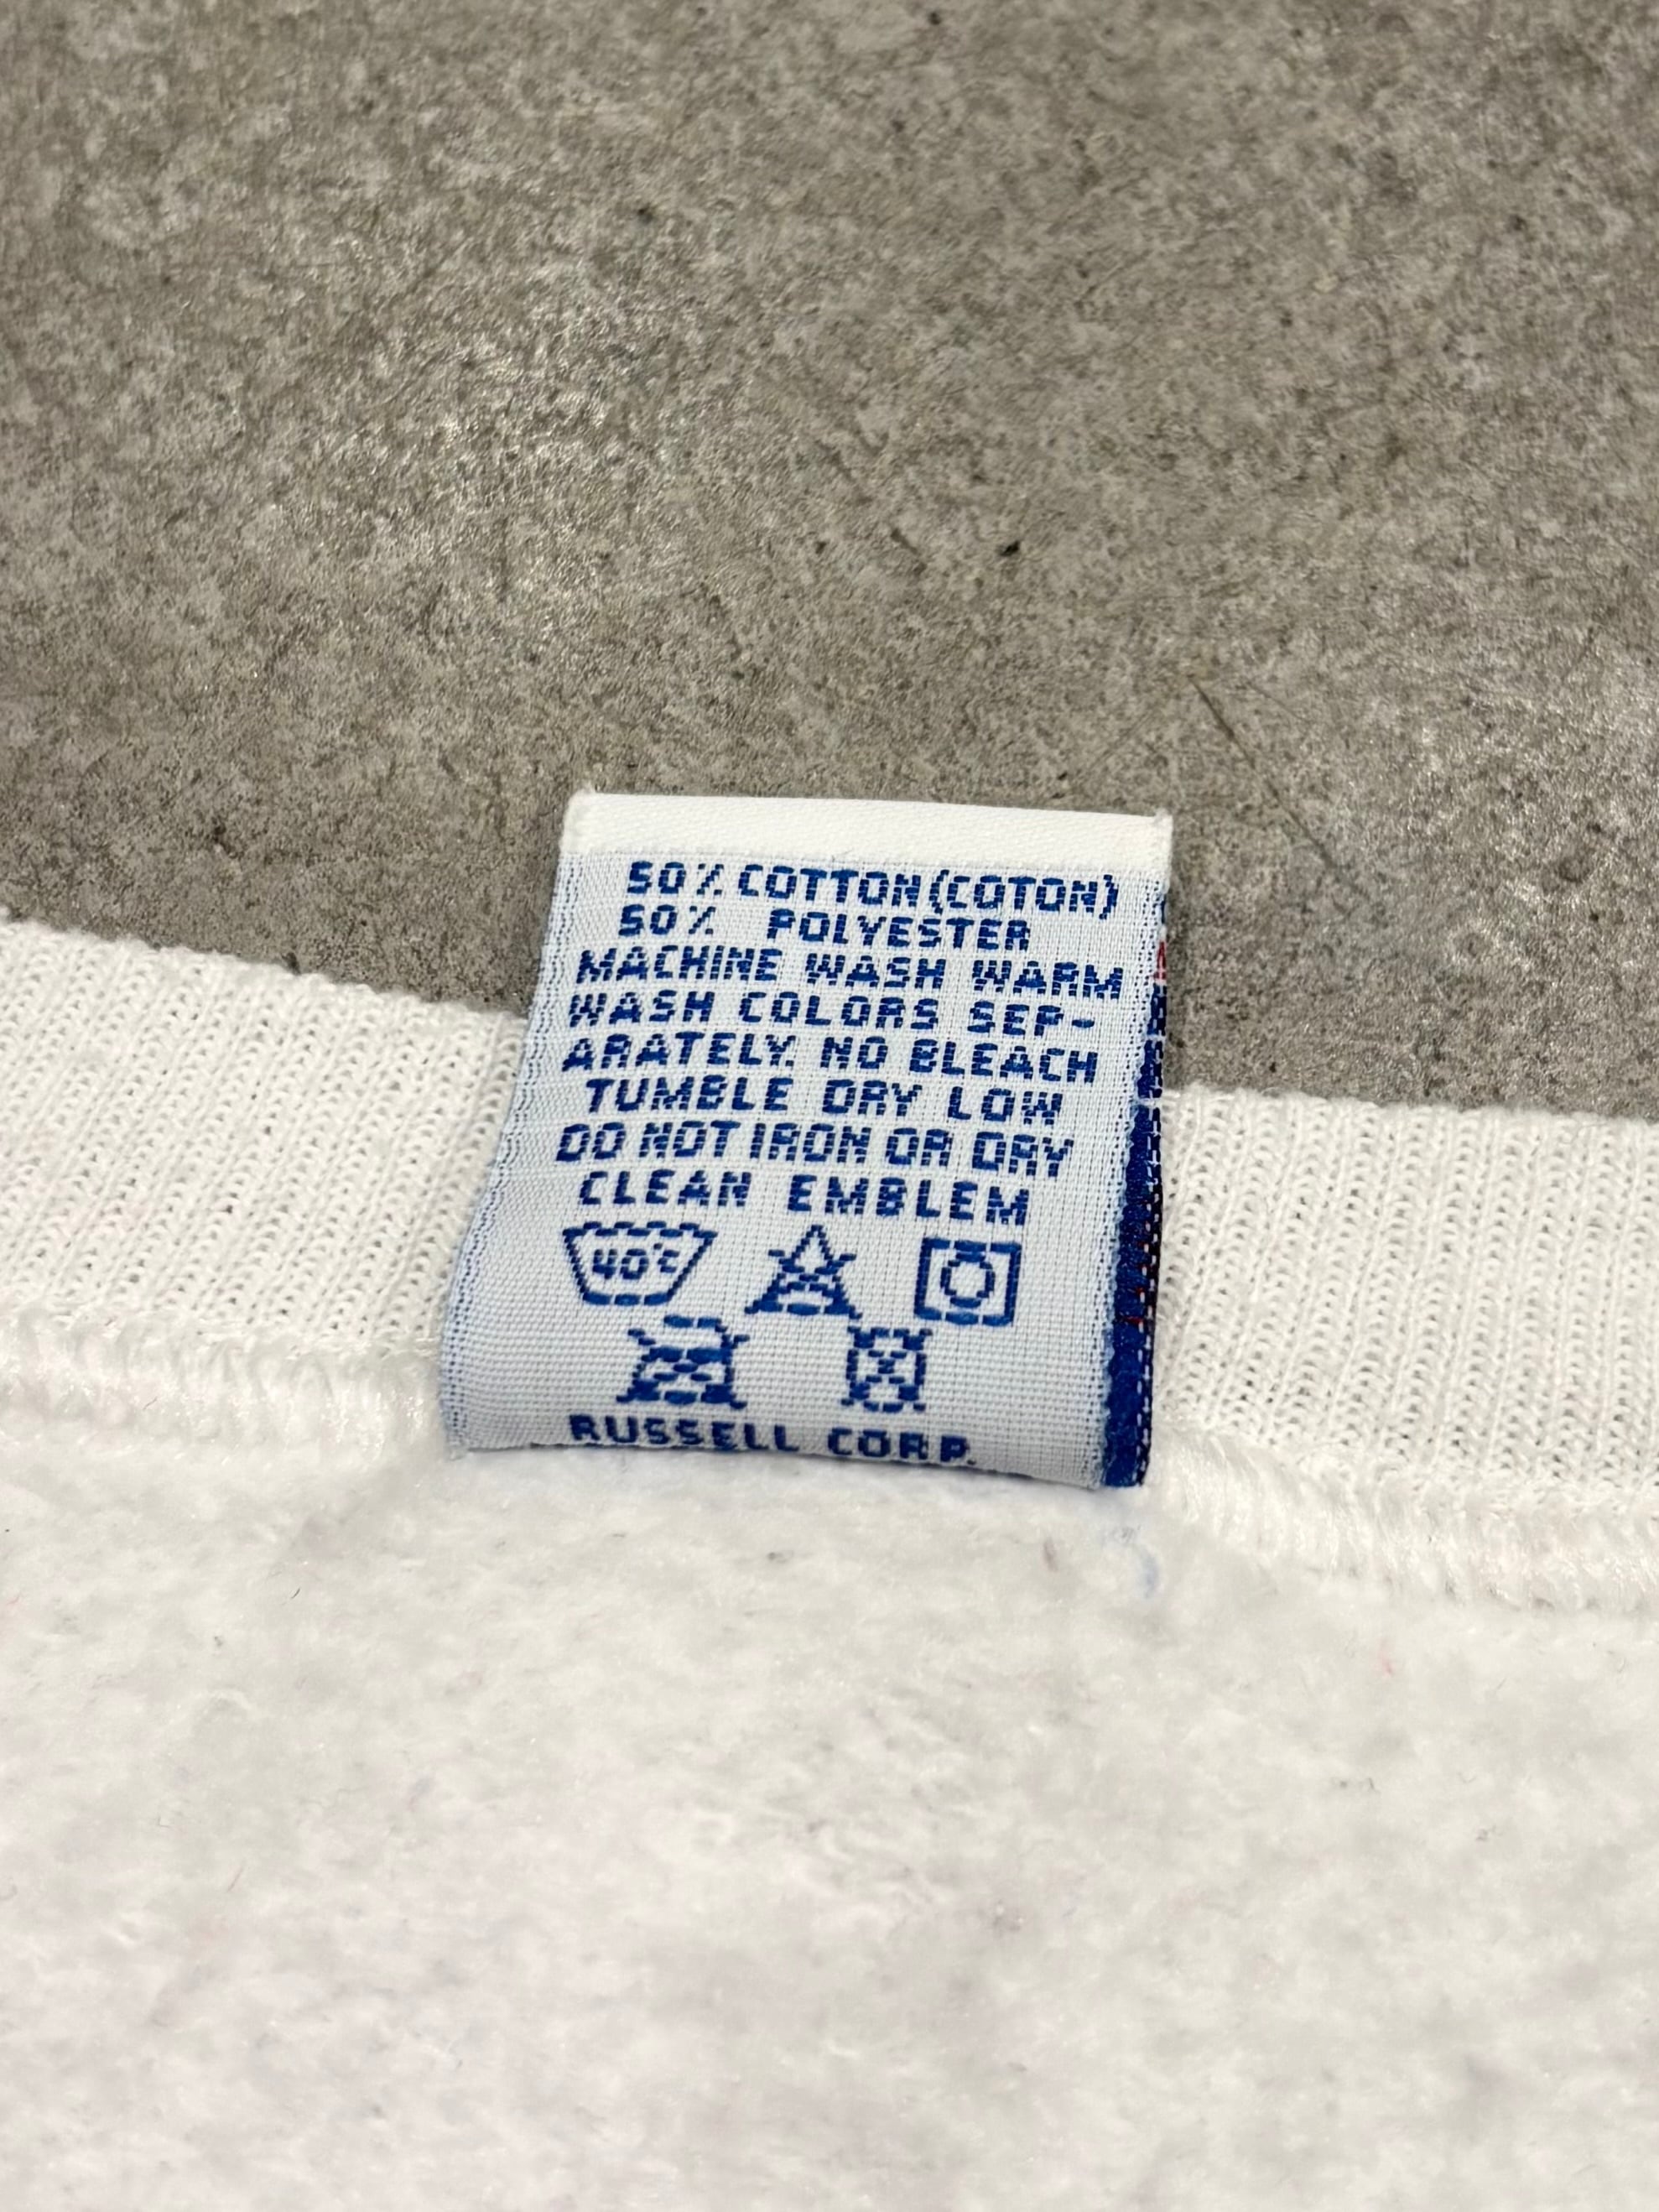 50% COTTON (COTON)
50% POLYESTER
MACHINE WASH WARM
WASH COLORS SEP-
ARATELY. NO BLEACH
TUMBLE DRY LOW
DO NOT IRON OR DRY
CLEAN EMBLEM
40°C
RUSSELL CORP.